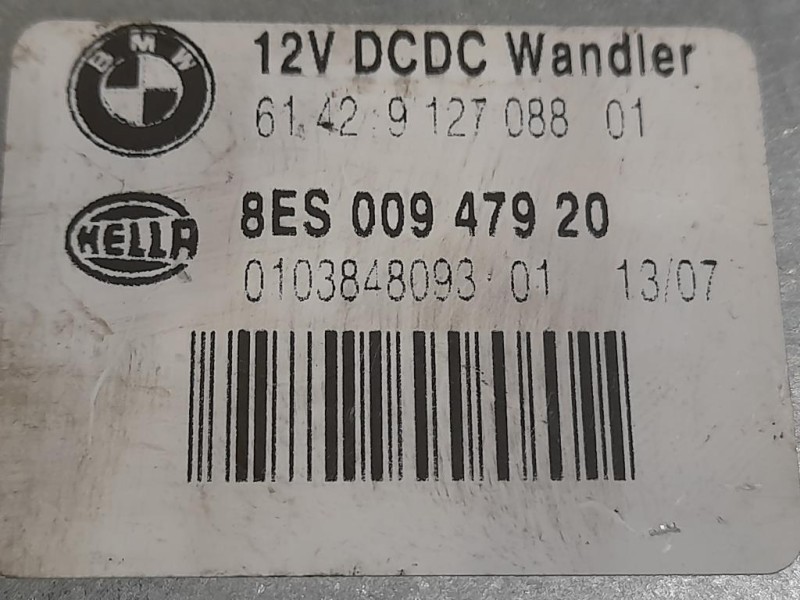 BMW
12V DCDC Wandler
61.42 9 127 088 01
HELLA
8ES 009 479 20
0103848093 01 13/07